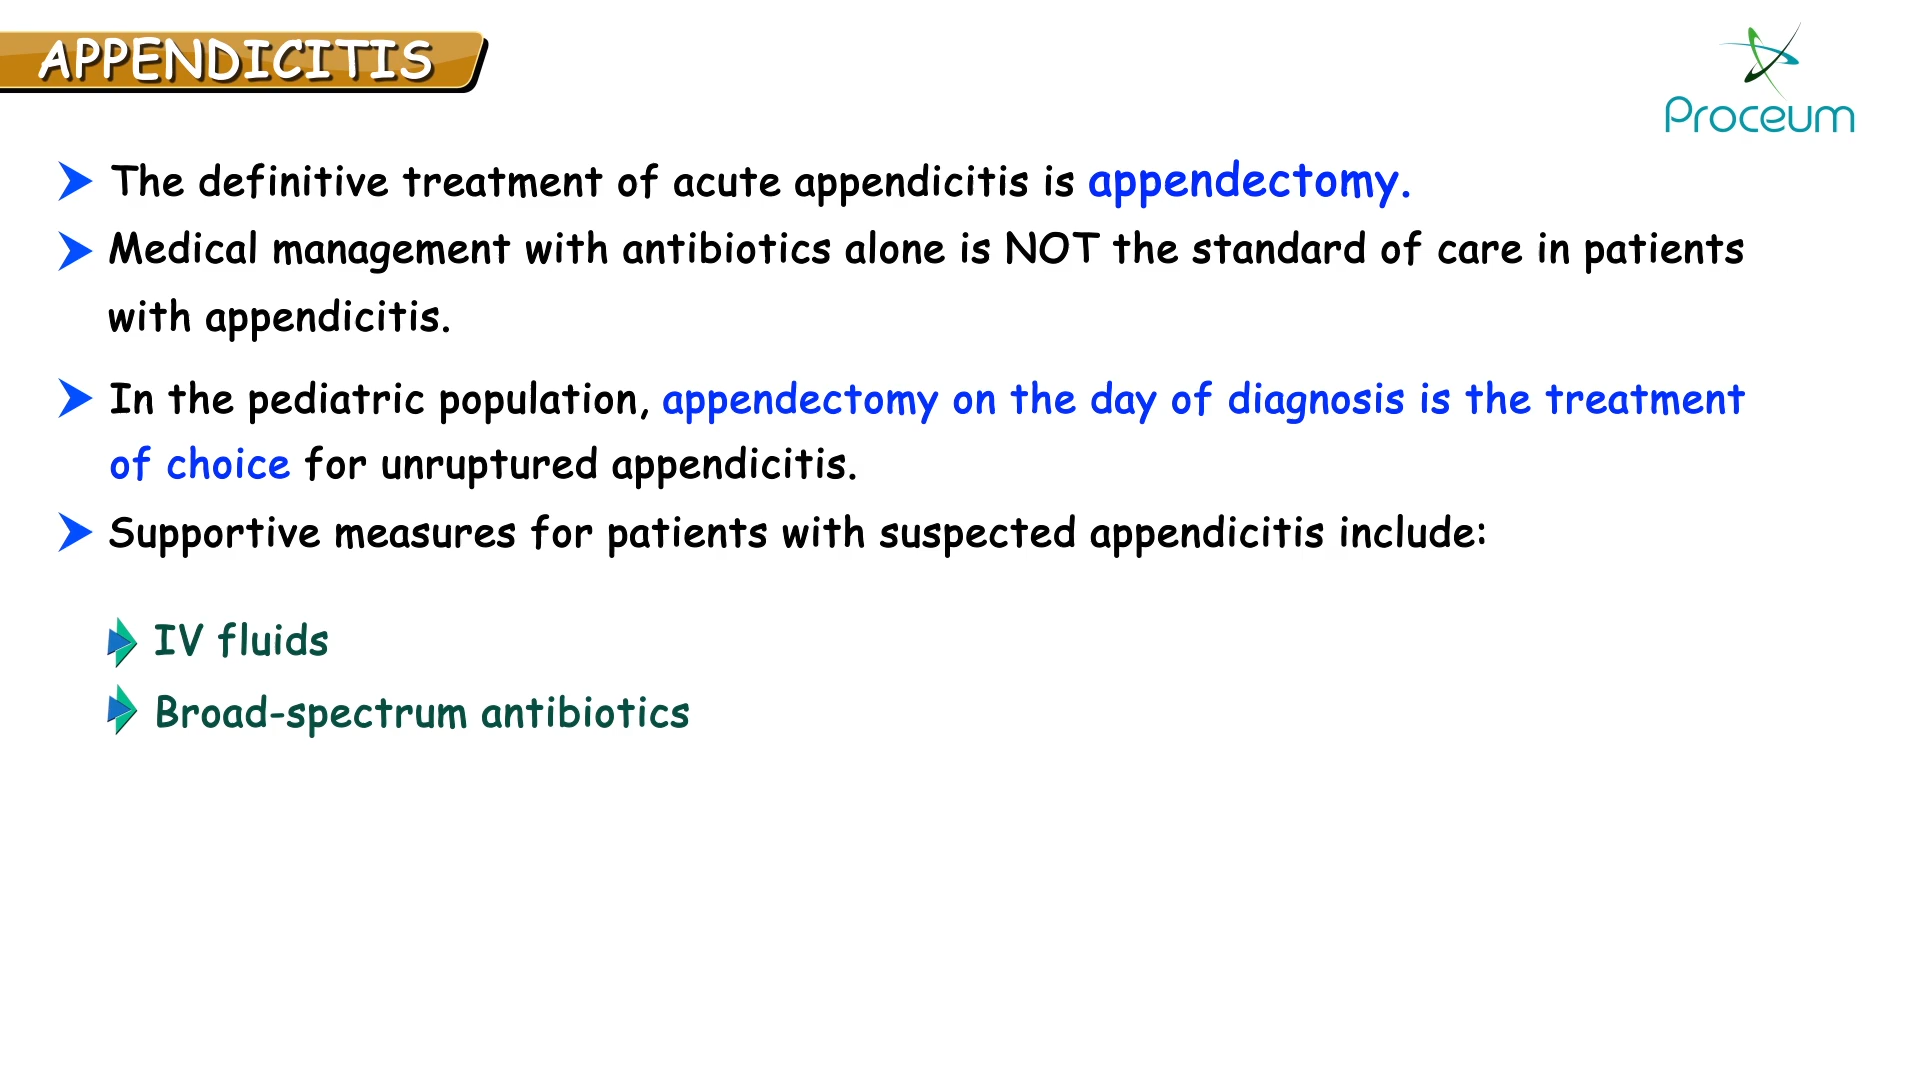 APPENDICITIS
Proceum
The definitive treatment of acute appendicitis is appendectomy.
Medical management with antibiotics alone is NOT the standard of care in patients
with appendicitis.
In the pediatric population, appendectomy on the day of diagnosis is the treatment
of choice for unruptured appendicitis.
Supportive measures for patients with suspected appendicitis include:
IV fluids
Broad-spectrum antibiotics